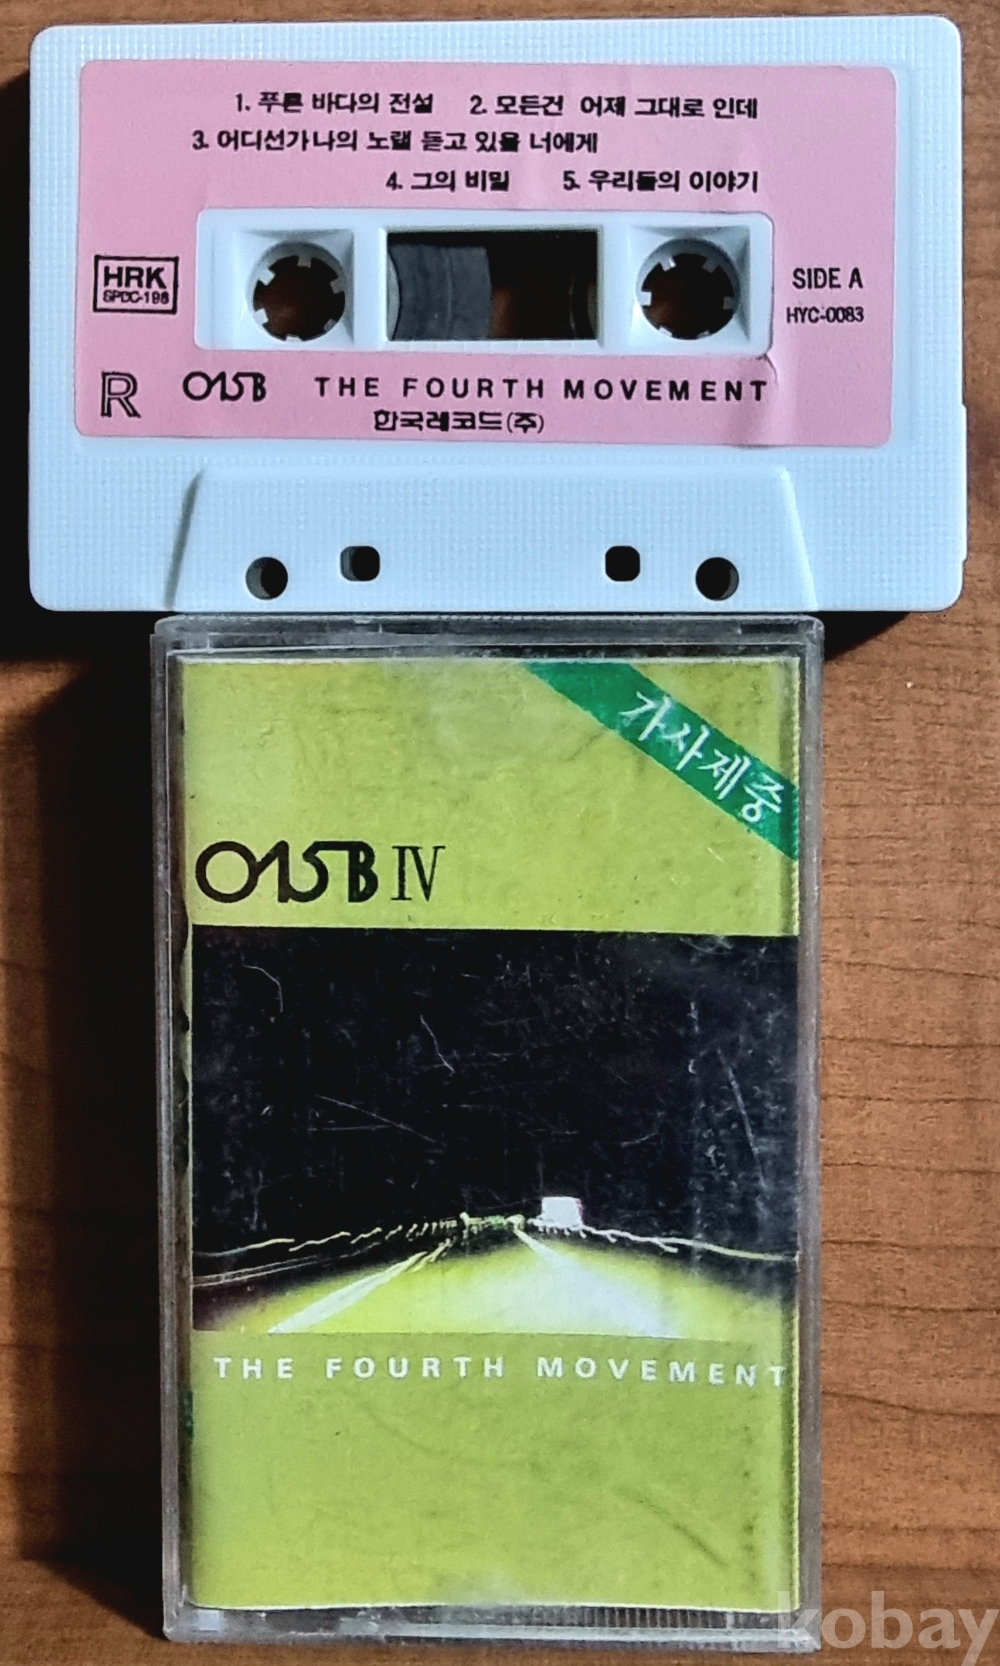 1. 푸른 바다의 전설 2. 모든건 어제 그대로 인데
3. 어디선가 나의 노랠 듣고 있을 너에게
4. 그의 비밀 5. 우리들의 이야기
HRK
SPDC-198
SIDE A
HYC-0083
R 015B THE FOURTH MOVEMENT
한국레코드(주)
가사제중
015B IV
THE FOURTH MOVEMENT
kobay